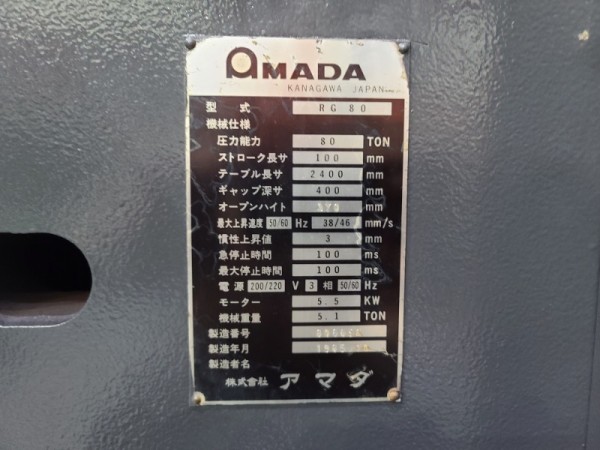 AMADA
KANAGAWA JAPAN
型式 RG 80
機械仕様
圧力能力 80 TON
ストローク長サ 100 mm
テーブル長サ 2400 mm
ギャップ深サ 400 mm
オープンハイト mm
最大上昇速度 50/60 Hz 38/46 mm/s
慣性上昇値 3 mm
急停止時間 100 ms
最大停止時間 100 ms
電源 200/220 V 3 相 50/60 Hz
モーター 5.5 KW
機械重量 5.1 TON
製造番号
製造年月
製造者名
株式会社 アマダ